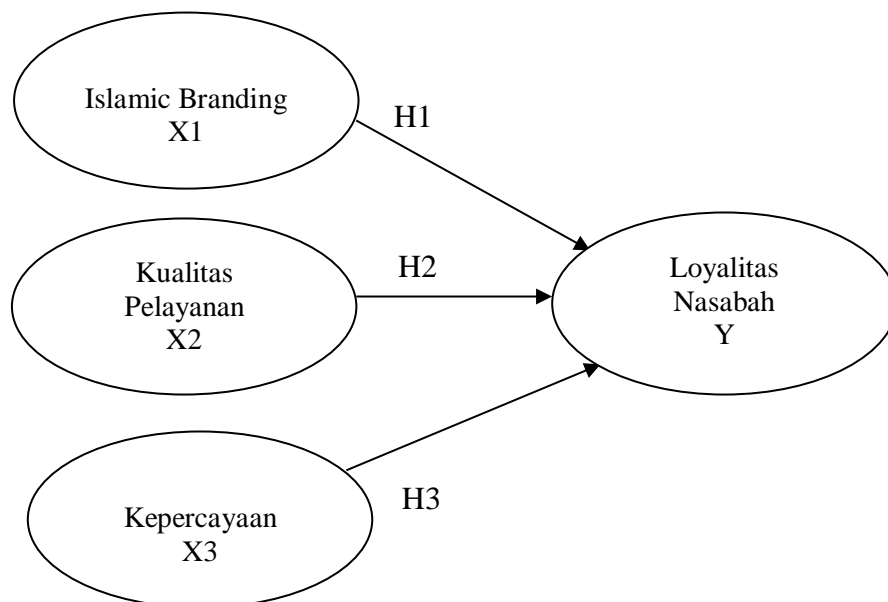 Islamic Branding
X1
H1
Kualitas
Pelayanan
X2
H2
Loyalitas
Nasabah
Y
Kepercayaan
X3
H3